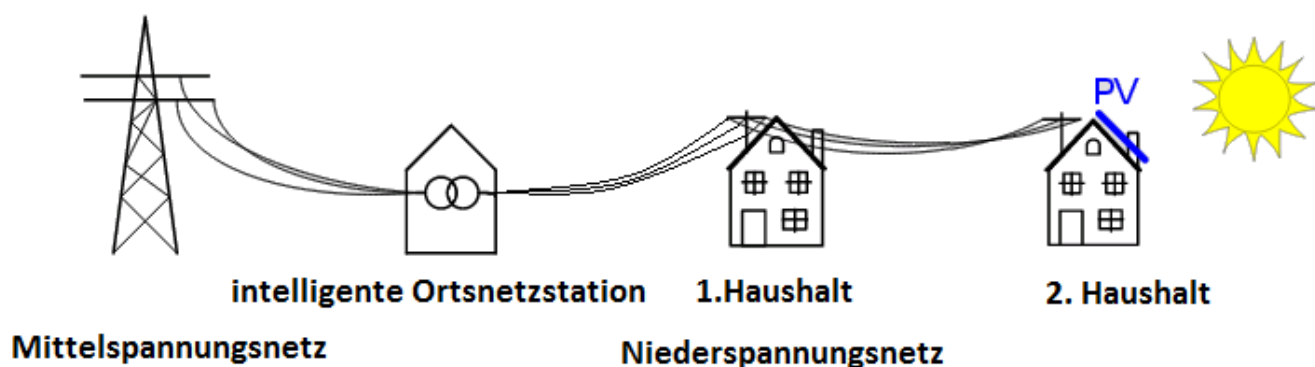 PV
intelligente Ortsnetzstation 1.Haushalt 2. Haushalt
Mittelspannungsnetz Niederspannungsnetz